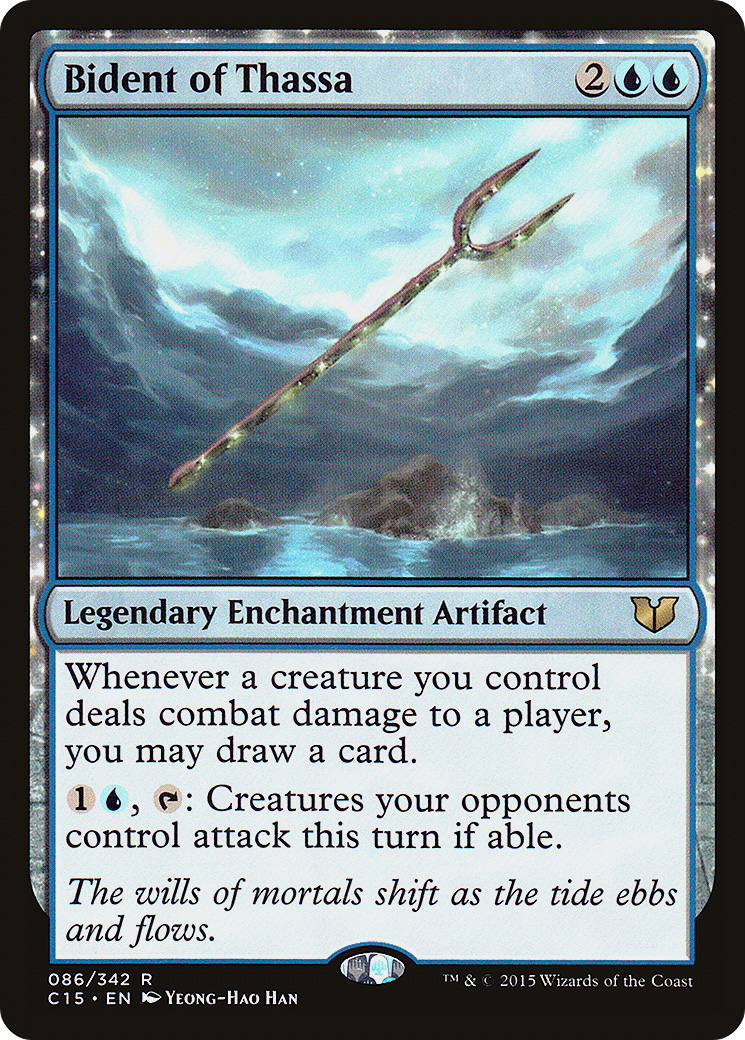 Bident of Thassa 2
Legendary Enchantment Artifact
Whenever a creature you control
deals combat damage to a player,
you may draw a card.
1 , : Creatures your opponents
control attack this turn if able.
The wills of mortals shift as the tide ebbs
and flows.
086/342 R
C15 • EN Yeong-Hao Han
™ & © 2015 Wizards of the Coast